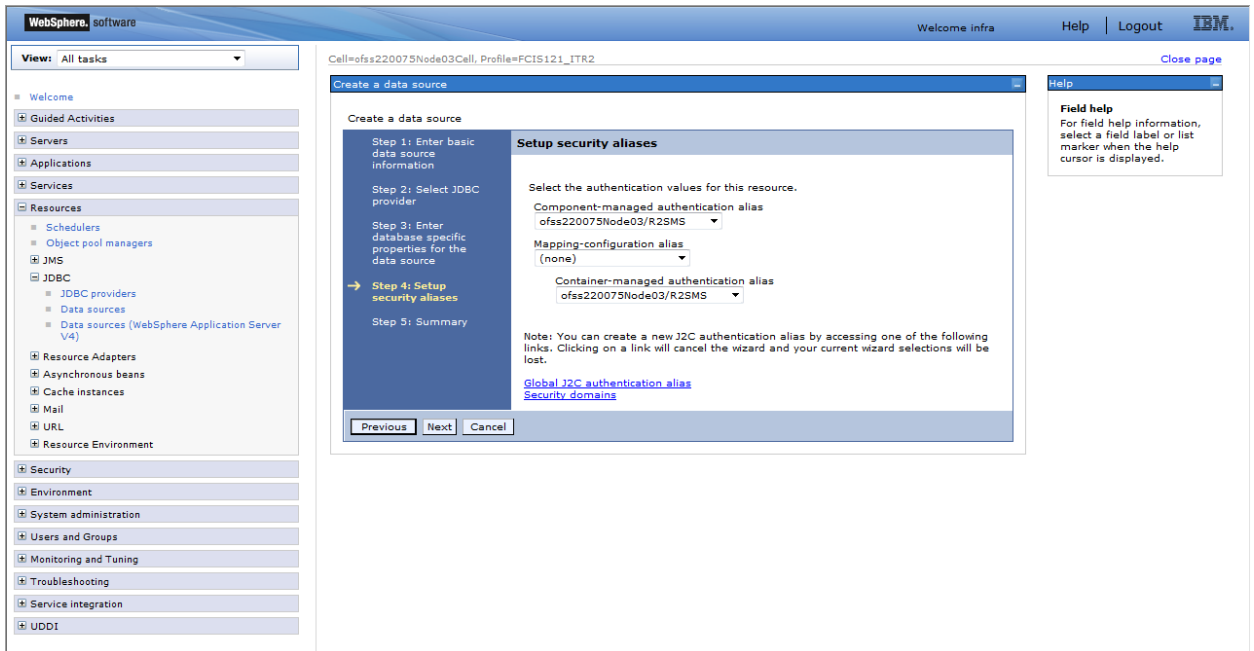 WebSphere. software
Welcome infra
Help
Logout
IBM.
View: All tasks
Welcome
Guided Activities
Servers
Applications
Services
Resources
Schedulers
Object pool managers
JMS
JDBC
JDBC providers
Data sources
Data sources (WebSphere Application Server
V4)
Resource Adapters
Asynchronous beans
Cache instances
Mail
URL
Resource Environment
Security
Environment
System administration
Users and Groups
Monitoring and Tuning
Troubleshooting
Service integration
UDDI
Cell=ofss220075Node03Cell, Profile=FCIS121_ITR2
Close page
Create a data source
Create a data source
Step 1: Enter basic
data source
information
Step 2: Select JDBC
provider
Step 3: Enter
database specific
properties for the
data source
Step 4: Setup
security aliases
Step 5: Summary
Setup security aliases
Select the authentication values for this resource.
Component-managed authentication alias
ofss220075Node03/R2SMS
Mapping-configuration alias
(none)
Container-managed authentication alias
ofss220075Node03/R2SMS
Note: You can create a new J2C authentication alias by accessing one of the following
links. Clicking on a link will cancel the wizard and your current wizard selections will be
lost.
Global J2C authentication alias
Security domains
Previous
Next
Cancel
Help
Field help
For field help information,
select a field label or list
marker when the help
cursor is displayed.